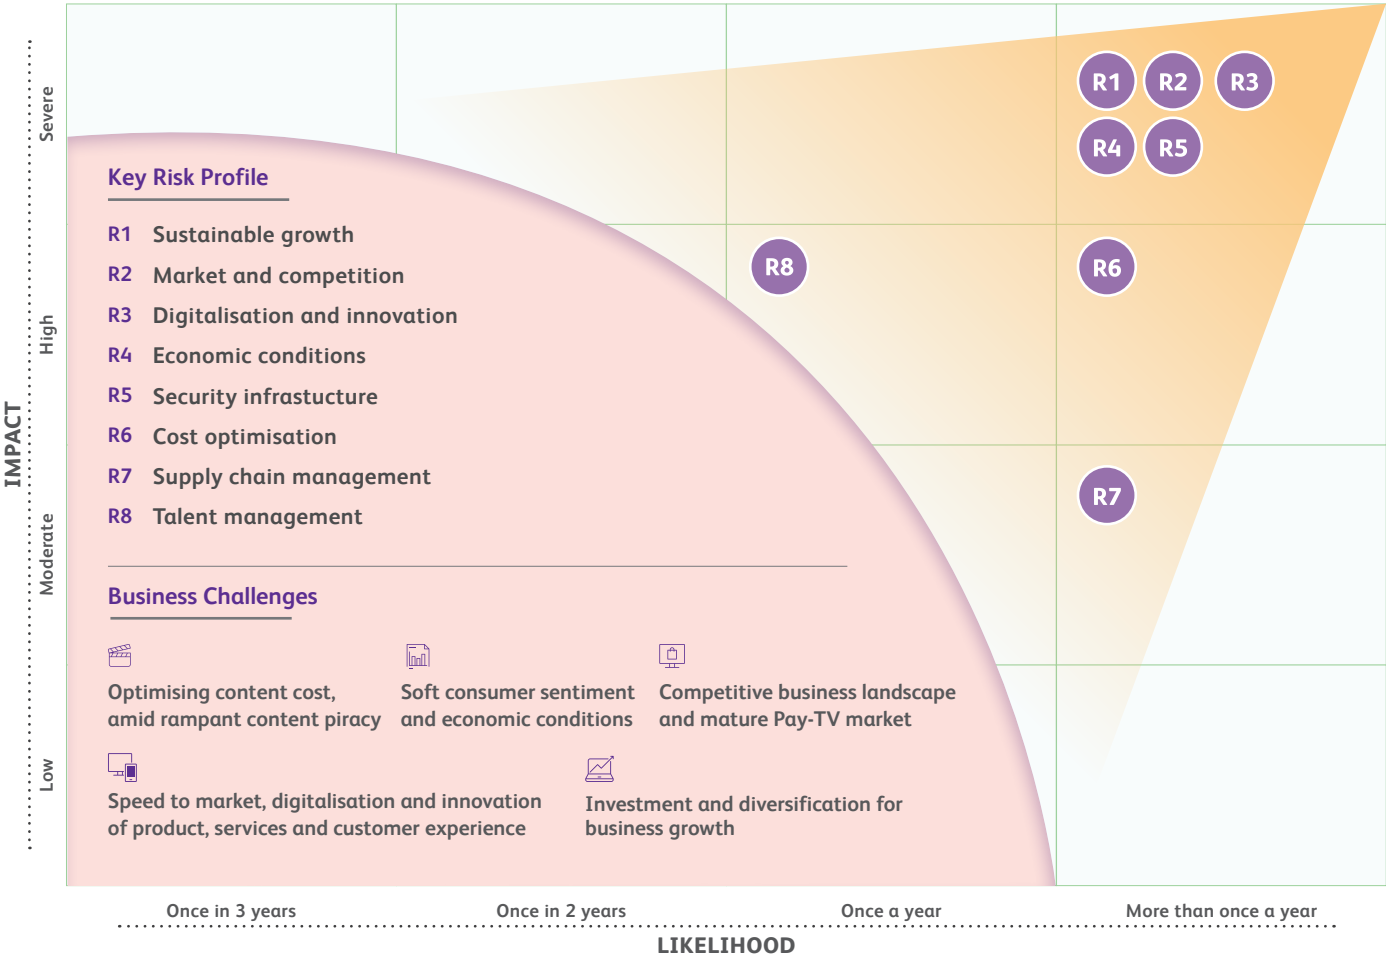 R1
R2
R3
R4
R5
R8
R6
R7
Key Risk Profile
R1 Sustainable growth
R2 Market and competition
R3 Digitalisation and innovation
R4 Economic conditions
R5 Security infrastucture
R6 Cost optimisation
R7 Supply chain management
R8 Talent management
Business Challenges
Optimising content cost,
amid rampant content piracy
Soft consumer sentiment
and economic conditions
Competitive business landscape
and mature Pay-TV market
Speed to market, digitalisation and innovation
of product, services and customer experience
Investment and diversification for
business growth
IMPACT
Severe
High
Moderate
Low
Once in 3 years
Once in 2 years
Once a year
More than once a year
LIKELIHOOD